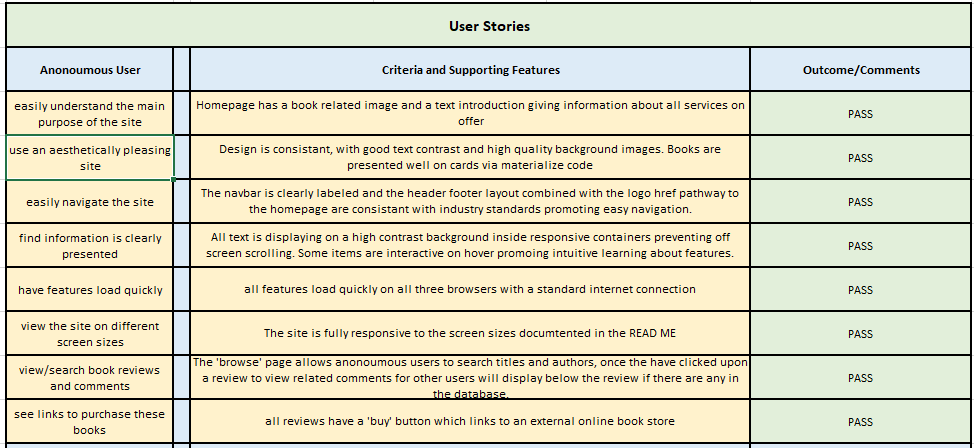 User Stories
Anonoumous User
Criteria and Supporting Features
Outcome/Comments
easily understand the main
purpose of the site
Homepage has a book related image and a text introduction giving information about all services on
offer
PASS
use an aesthetically pleasing
site
Design is consistant, with good text contrast and high quality background images. Books are
presented well on cards via materialize code
PASS
easily navigate the site
The navbar is clearly labeled and the header footer layout combined with the logo href pathway to
the homepage are consistant with industry standards promoting easy navigation.
PASS
find information is clearly
presented
All text is displaying on a high contrast background inside responsive containers preventing off
screen scrolling. Some items are interactive on hover promoing intuitive learning about features.
PASS
have features load quickly
all features load quickly on all three browsers with a standard internet connection
PASS
view the site on different
screen sizes
The site is fully responsive to the screen sizes documtented in the READ ME
PASS
view/search book reviews
and comments
The 'browse' page allows anonoumous users to search titles and authors, once the have clicked upon
a review to view related comments for other users will display below the review if there are any in
the database.
PASS
see links to purchase these
books
all reviews have a 'buy' button which links to an external online book store
PASS